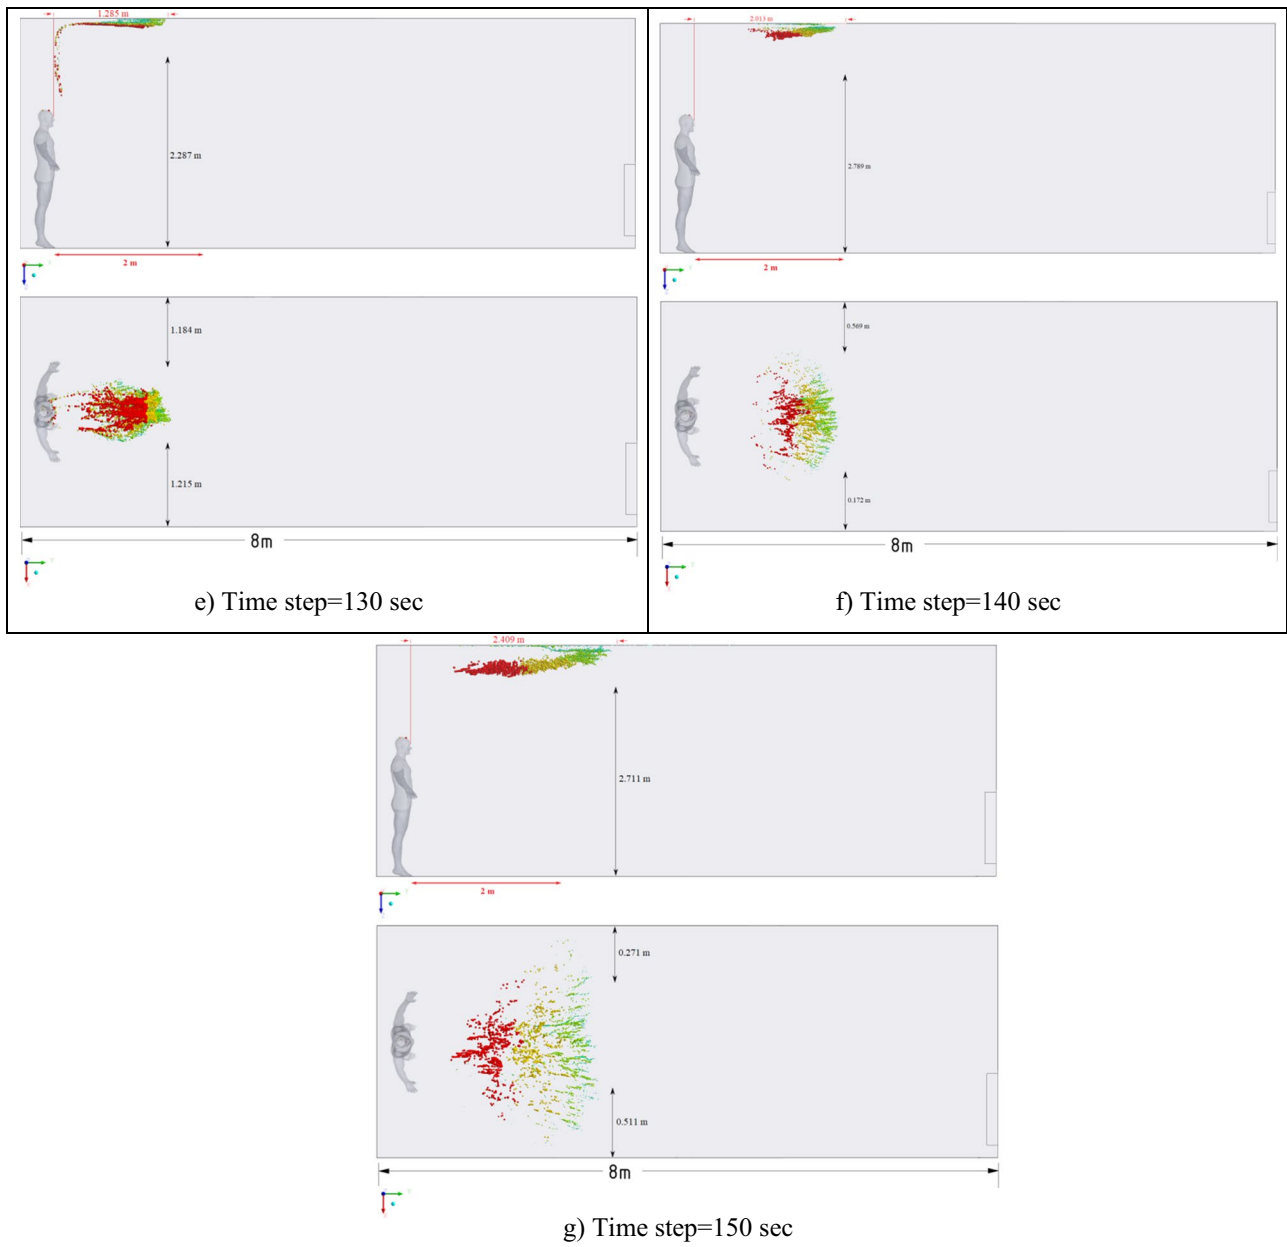 1.285 m
2.287 m
2 m
1.184 m
1.215 m
8m
e) Time step=130 sec
2.013 m
2.789 m
2 m
0.569 m
0.172 m
8m
f) Time step=140 sec
2.409 m
2.711 m
2 m
0.271 m
0.511 m
8m
g) Time step=150 sec